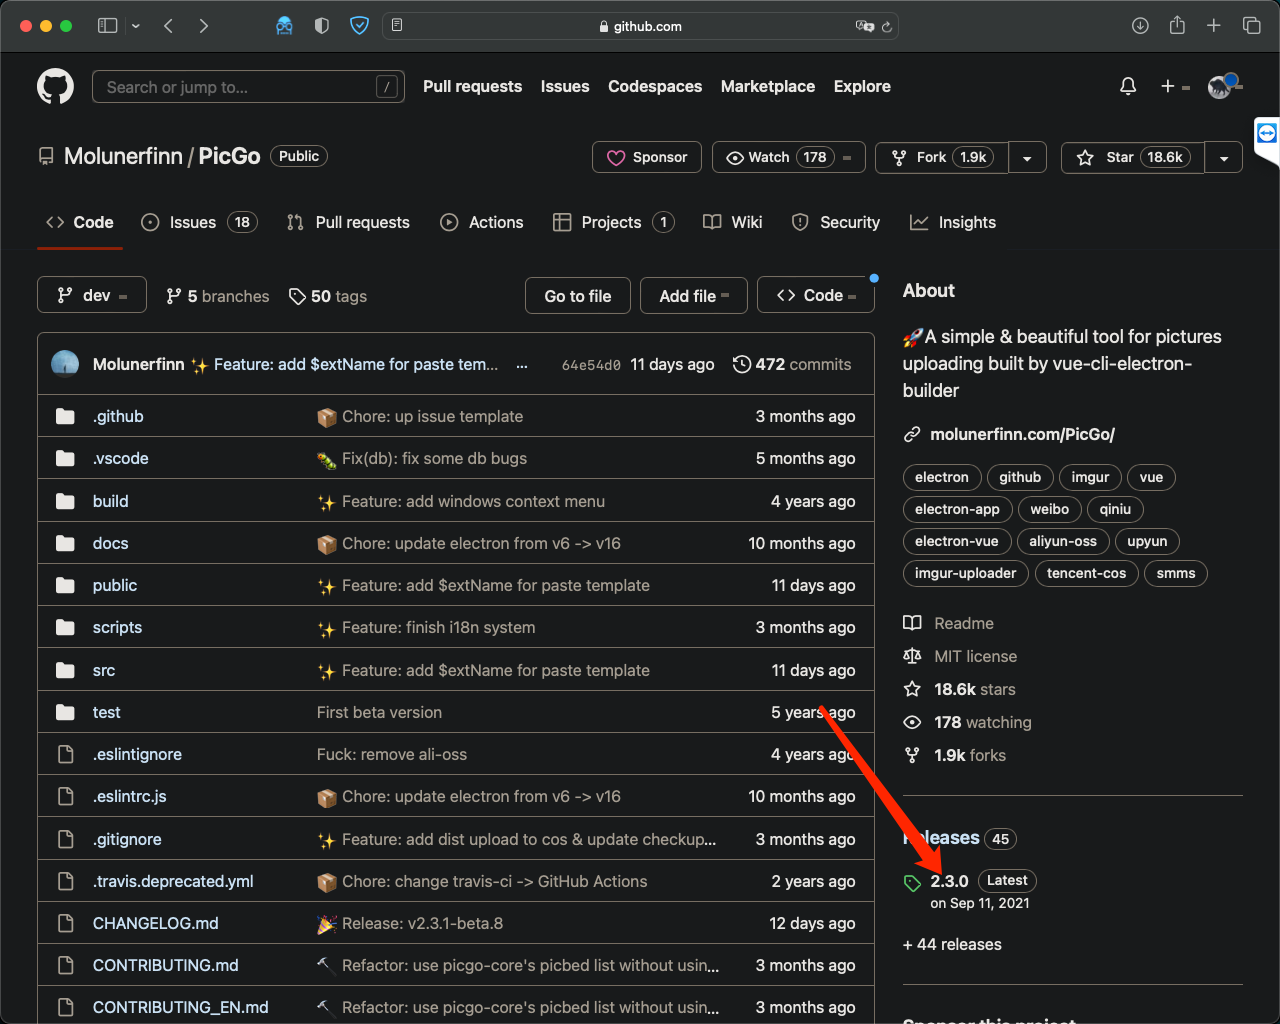 github.com
Search or jump to...
/
Pull requests
Issues
Codespaces
Marketplace
Explore
Molunerfinn / PicGo
Public
Sponsor
Watch 178
Fork 1.9k
Star 18.6k
Code
Issues 18
Pull requests
Actions
Projects 1
Wiki
Security
Insights
dev
5 branches
50 tags
Go to file
Add file
<> Code
Molunerfinn ✨ Feature: add $extName for paste tem... ...
64e54d0 11 days ago
472 commits
.github 📦 Chore: up issue template 3 months ago
.vscode 🐛 Fix(db): fix some db bugs 5 months ago
build ✨ Feature: add windows context menu 4 years ago
docs 📦 Chore: update electron from v6 -> v16 10 months ago
public ✨ Feature: add $extName for paste template 11 days ago
scripts ✨ Feature: finish i18n system 3 months ago
src ✨ Feature: add $extName for paste template 11 days ago
test First beta version 5 years ago
.eslintignore Fuck: remove ali-oss 4 years ago
.eslintrc.js 📦 Chore: update electron from v6 -> v16 10 months ago
.gitignore ✨ Feature: add dist upload to cos & update checkup... 3 months ago
.travis.deprecated.yml 📦 Chore: change travis-ci -> GitHub Actions 2 years ago
CHANGELOG.md 🎉 Release: v2.3.1-beta.8 12 days ago
CONTRIBUTING.md 🔨 Refactor: use picgo-core's picbed list without usin... 3 months ago
CONTRIBUTING_EN.md 🔨 Refactor: use picgo-core's picbed list without usin... 3 months ago
About
🚀A simple & beautiful tool for pictures
uploading built by vue-cli-electron-
builder
molunerfinn.com/PicGo/
electron github imgur vue
electron-app weibo qiniu
electron-vue aliyun-oss upyun
imgur-uploader tencent-cos smms
Readme
MIT license
18.6k stars
178 watching
1.9k forks
Releases 45
2.3.0 Latest
on Sep 11, 2021
+ 44 releases
Sponsor this project